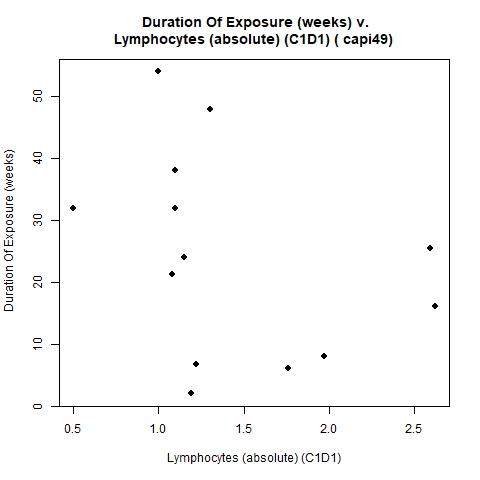 Duration Of Exposure (weeks) v.
Lymphocytes (absolute) (C1D1) ( capi49)
Duration Of Exposure (weeks)
50
40
30
20
10
0
0.5 1.0 1.5 2.0 2.5
Lymphocytes (absolute) (C1D1)